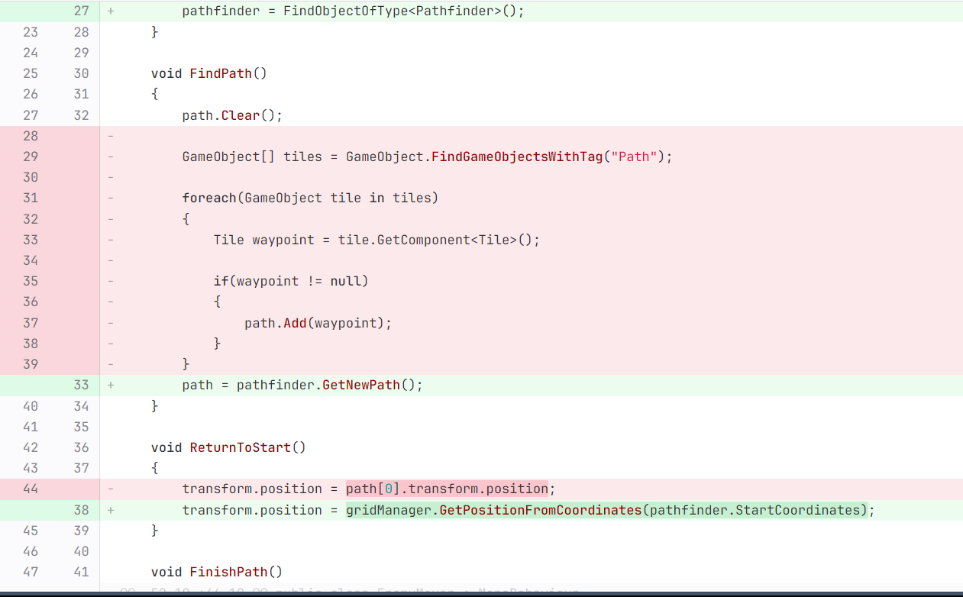 27 + pathfinder = FindObjectOfType<Pathfinder>();
23 28 }
24 29
25 30 void FindPath()
26 31 {
27 32 path.Clear();
28 -
29 - GameObject[] tiles = GameObject.FindGameObjectsWithTag("Path");
30 -
31 - foreach(GameObject tile in tiles)
32 - {
33 - Tile waypoint = tile.GetComponent<Tile>();
34 -
35 - if(waypoint != null)
36 - {
37 - path.Add(waypoint);
38 - }
39 - }
33 + path = pathfinder.GetNewPath();
40 34 }
41 35
42 36 void ReturnToStart()
43 37 {
44 - transform.position = path[0].transform.position;
38 + transform.position = gridManager.GetPositionFromCoordinates(pathfinder.StartCoordinates);
45 39 }
46 40
47 41 void FinishPath()